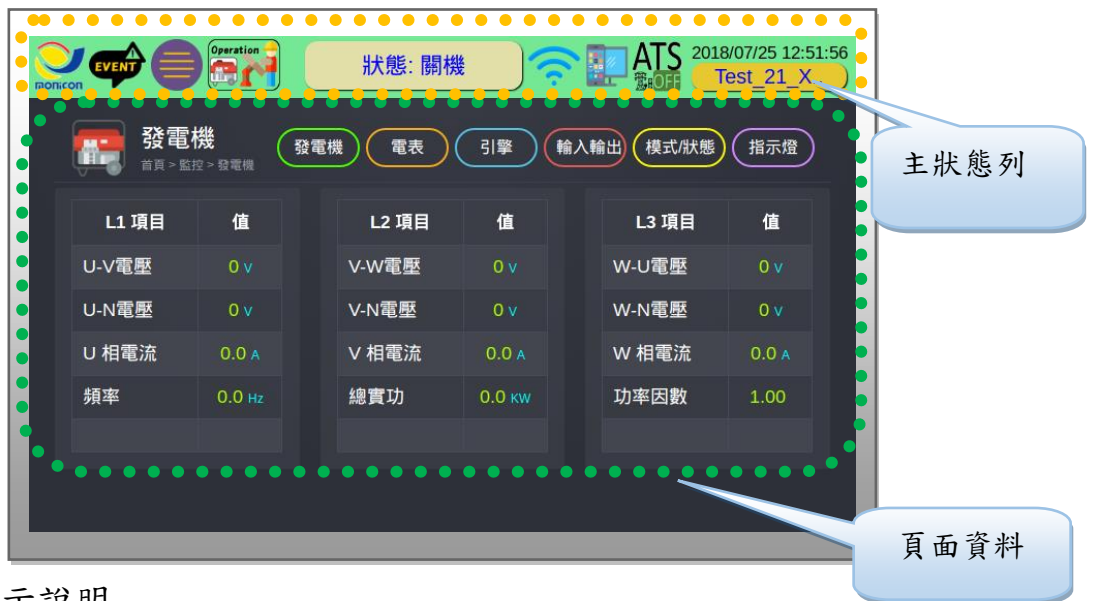 monicon
EVENT
Operation
狀態: 關機
ATS
OFF
2018/07/25 12:51:56
Test_21_X..
主狀態列
發電機
首頁 > 監控 > 發電機
發電機 電表 引擎 輸入輸出 模式/狀態 指示燈
L1 項目 值 L2 項目 值 L3 項目 值
U-V電壓 0 V V-W電壓 0 V W-U電壓 0 V
U-N電壓 0 V V-N電壓 0 V W-N電壓 0 V
U 相電流 0.0 A V 相電流 0.0 A W 相電流 0.0 A
頻率 0.0 Hz 總實功 0.0 KW 功率因數 1.00
頁面資料
示說明